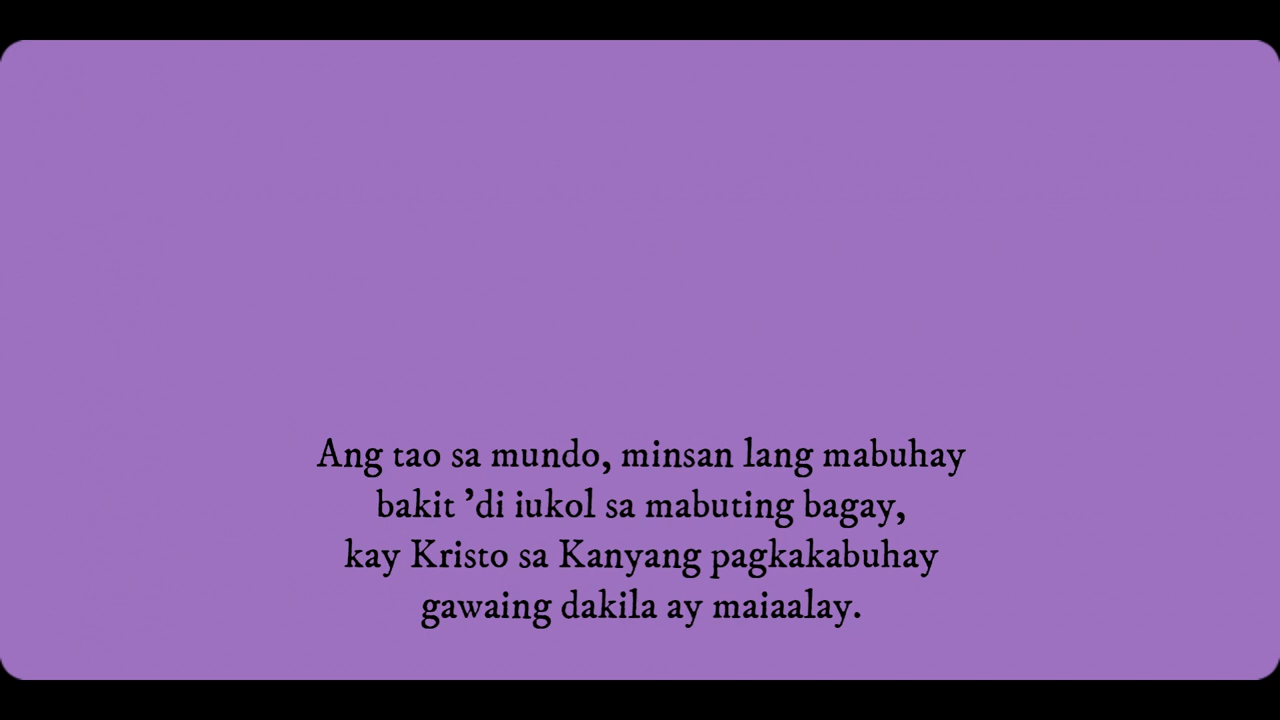 Ang tao sa mundo, minsan lang mabuhay
bakit ’di iukol sa mabuting bagay,
kay Kristo sa Kanyang pagkakabuhay
gawaing dakila ay maiaalay.